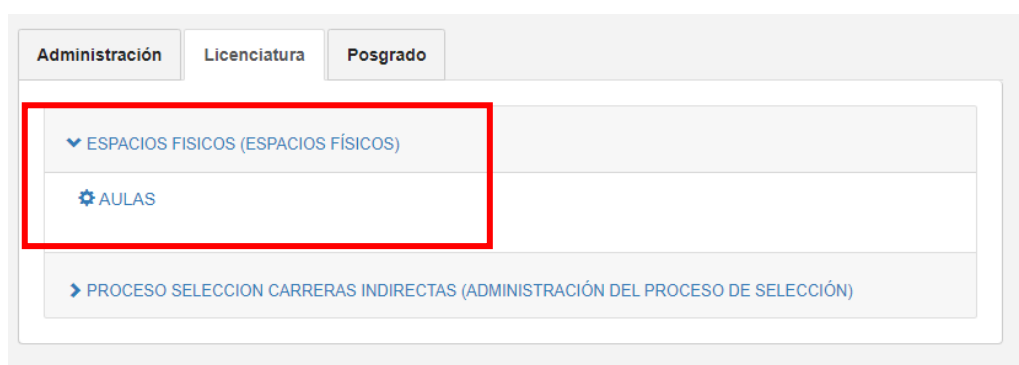 Administración Licenciatura Posgrado
ESPACIOS FISICOS (ESPACIOS FÍSICOS)
AULAS
PROCESO SELECCION CARRERAS INDIRECTAS (ADMINISTRACIÓN DEL PROCESO DE SELECCIÓN)